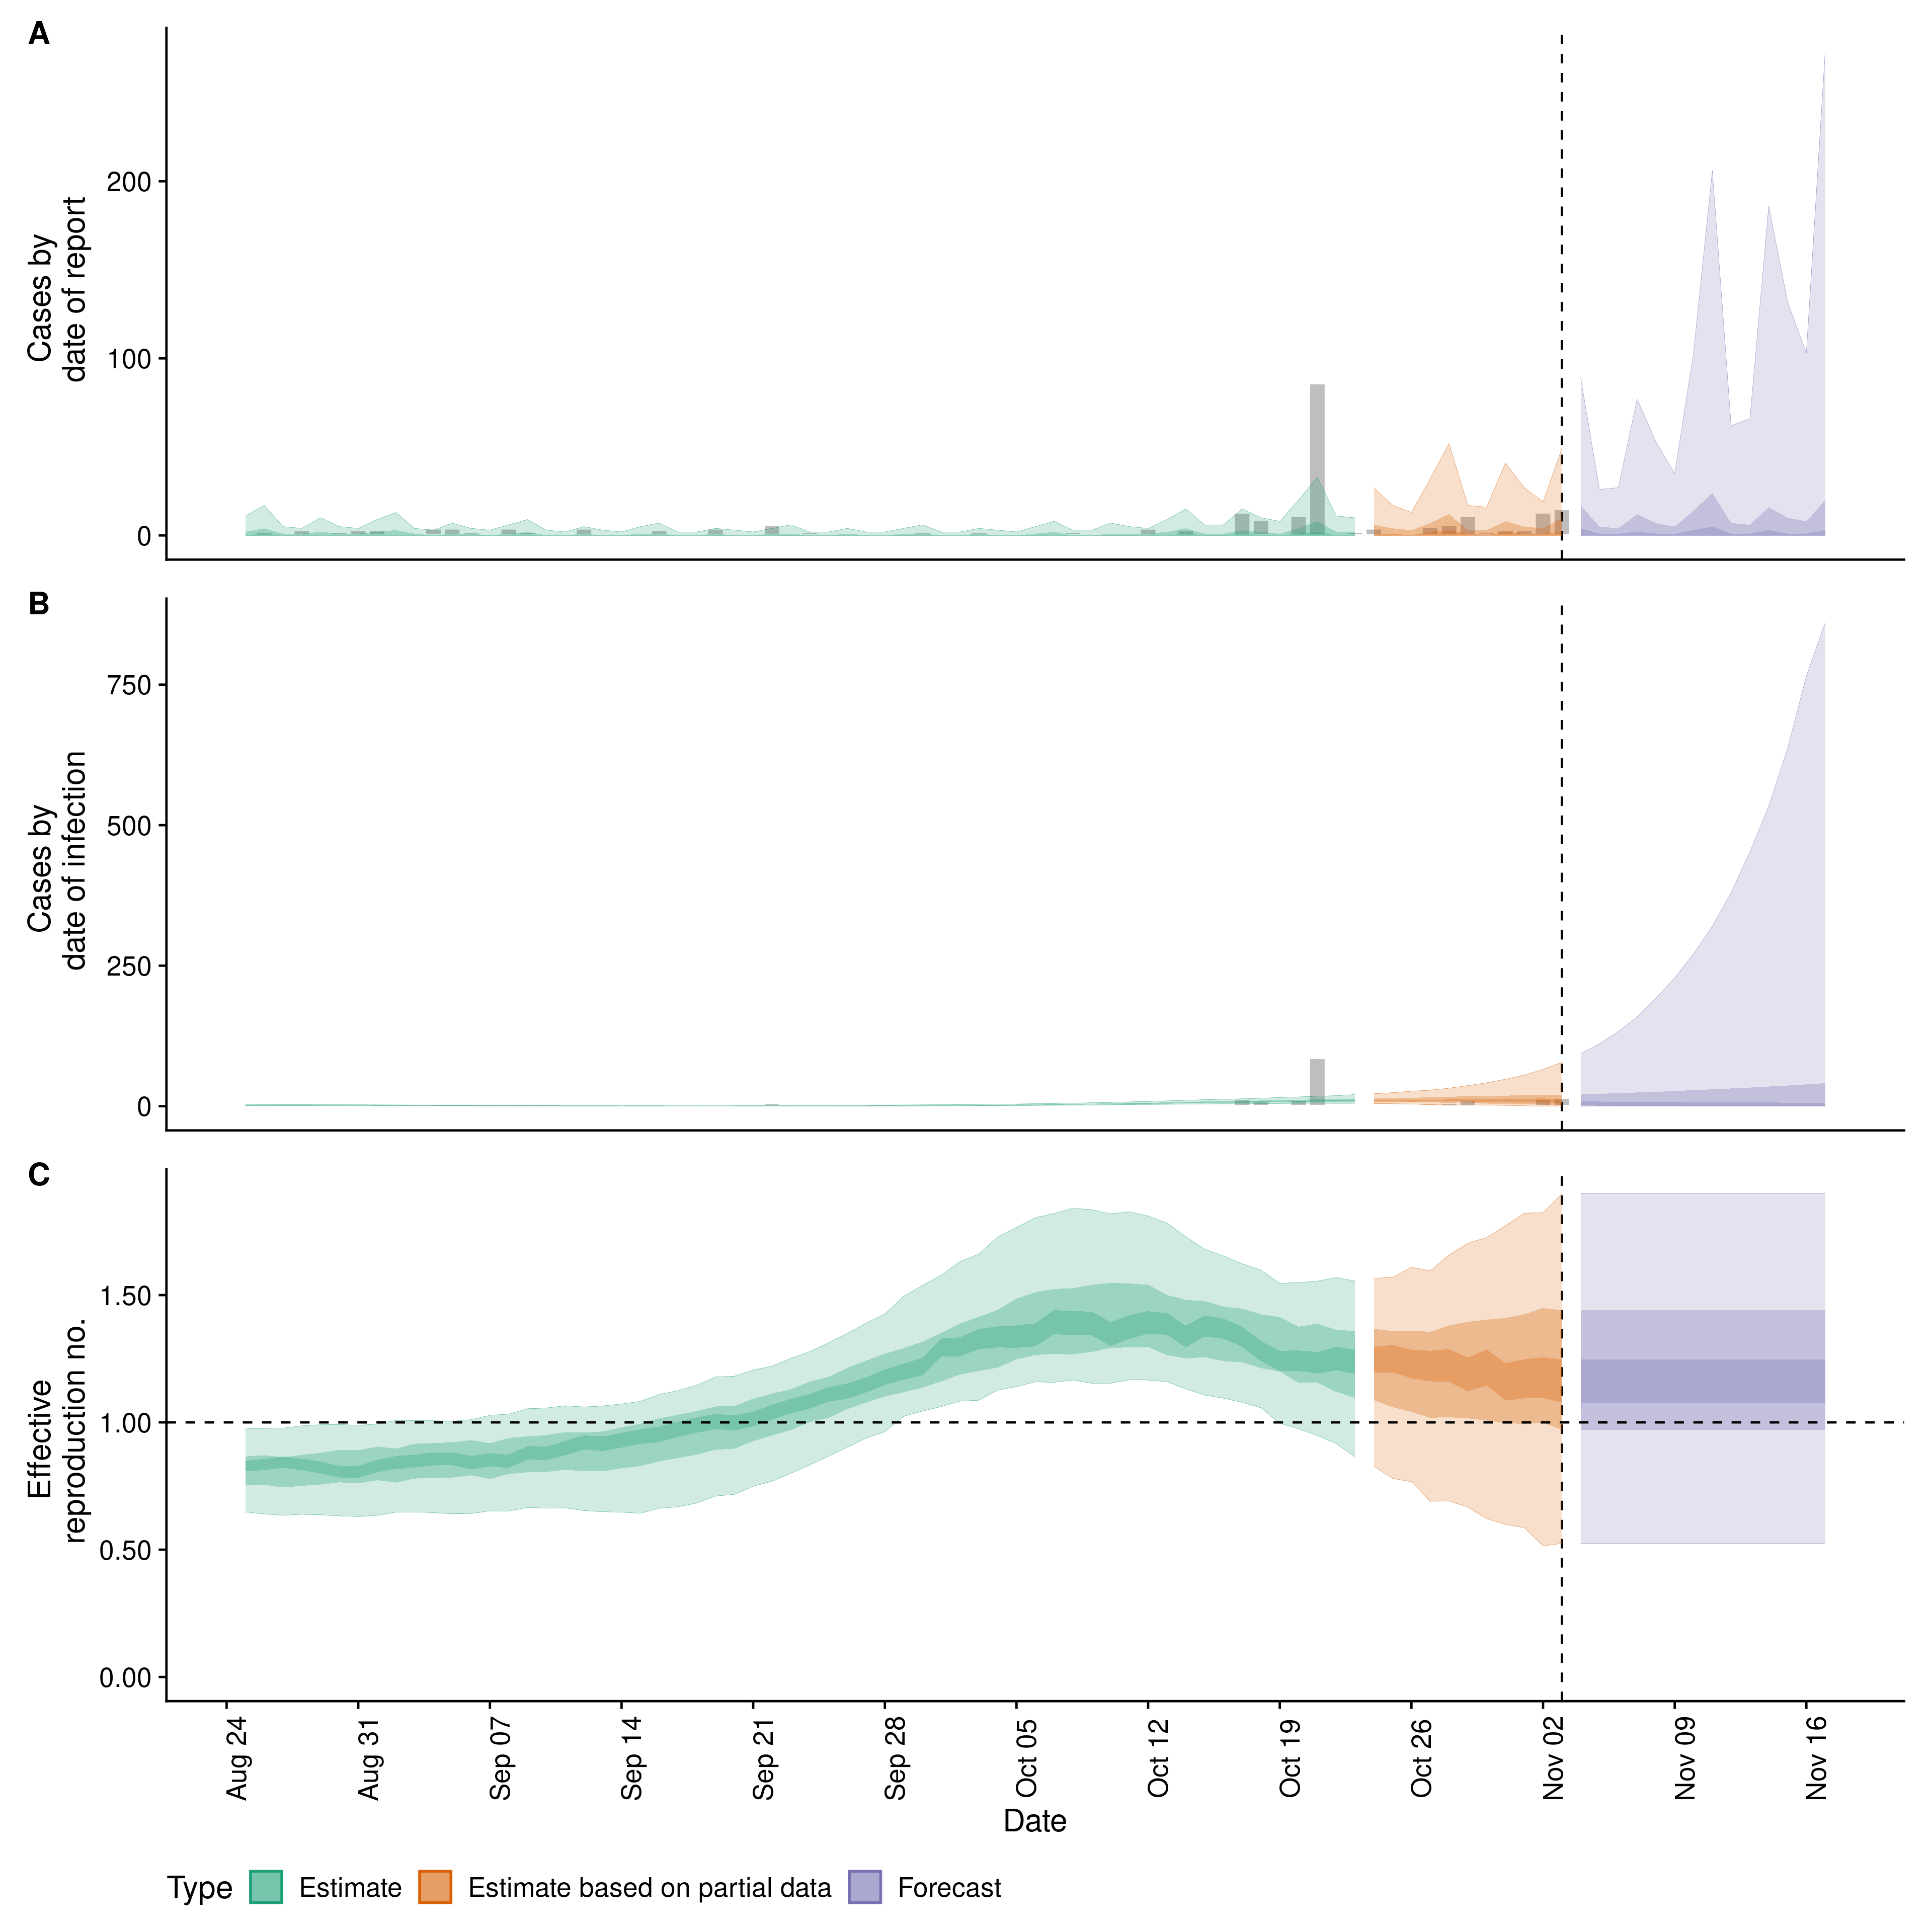 A
Cases by
date of report
200
100
0
B
Cases by
date of infection
750
500
250
0
C
Effective
reproduction no.
1.50
1.00
0.50
0.00
Aug 24
Aug 31
Sep 07
Sep 14
Sep 21
Sep 28
Oct 05
Oct 12
Oct 19
Oct 26
Nov 02
Nov 09
Nov 16
Date
Type Estimate Estimate based on partial data Forecast